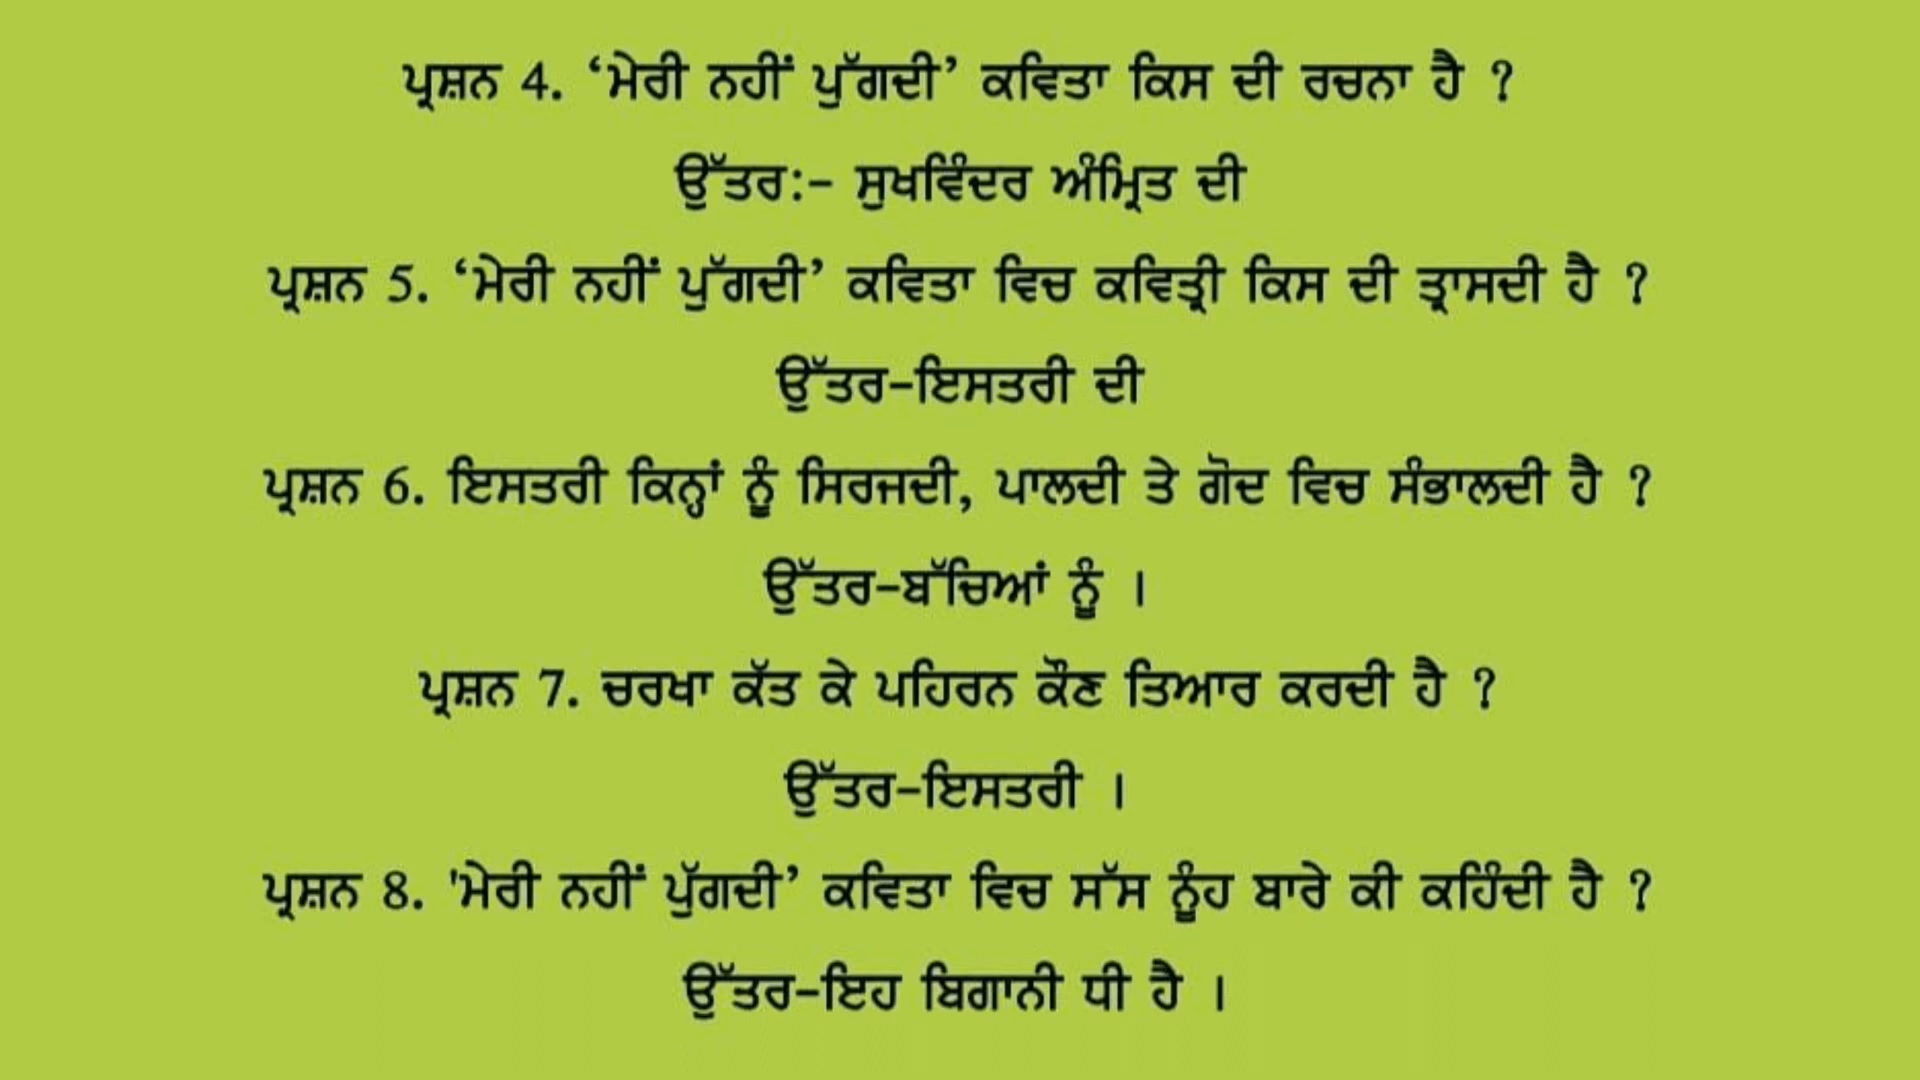 ਪ੍ਰਸ਼ਨ 4. ‘ਮੇਰੀ ਨਹੀਂ ਪੁੱਗਦੀ’ ਕਵਿਤਾ ਕਿਸ ਦੀ ਰਚਨਾ ਹੈ ?
ਉੱਤਰ:- ਸੁਖਵਿੰਦਰ ਅੰਮ੍ਰਿਤ ਦੀ
ਪ੍ਰਸ਼ਨ 5. ‘ਮੇਰੀ ਨਹੀਂ ਪੁੱਗਦੀ’ ਕਵਿਤਾ ਵਿਚ ਕਵਿਤ੍ਰੀ ਕਿਸ ਦੀ ਤ੍ਰਾਸਦੀ ਹੈ ?
ਉੱਤਰ-ਇਸਤਰੀ ਦੀ
ਪ੍ਰਸ਼ਨ 6. ਇਸਤਰੀ ਕਿਨ੍ਹਾਂ ਨੂੰ ਸਿਰਜਦੀ, ਪਾਲਦੀ ਤੇ ਗੋਦ ਵਿਚ ਸੰਭਾਲਦੀ ਹੈ ?
ਉੱਤਰ-ਬੱਚਿਆਂ ਨੂੰ ।
ਪ੍ਰਸ਼ਨ 7. ਚਰਖਾ ਕੱਤ ਕੇ ਪਹਿਰਨ ਕੌਣ ਤਿਆਰ ਕਰਦੀ ਹੈ ?
ਉੱਤਰ-ਇਸਤਰੀ ।
ਪ੍ਰਸ਼ਨ 8. 'ਮੇਰੀ ਨਹੀਂ ਪੁੱਗਦੀ’ ਕਵਿਤਾ ਵਿਚ ਸੱਸ ਨੂੰਹ ਬਾਰੇ ਕੀ ਕਹਿੰਦੀ ਹੈ ?
ਉੱਤਰ-ਇਹ ਬਿਗਾਨੀ ਧੀ ਹੈ ।